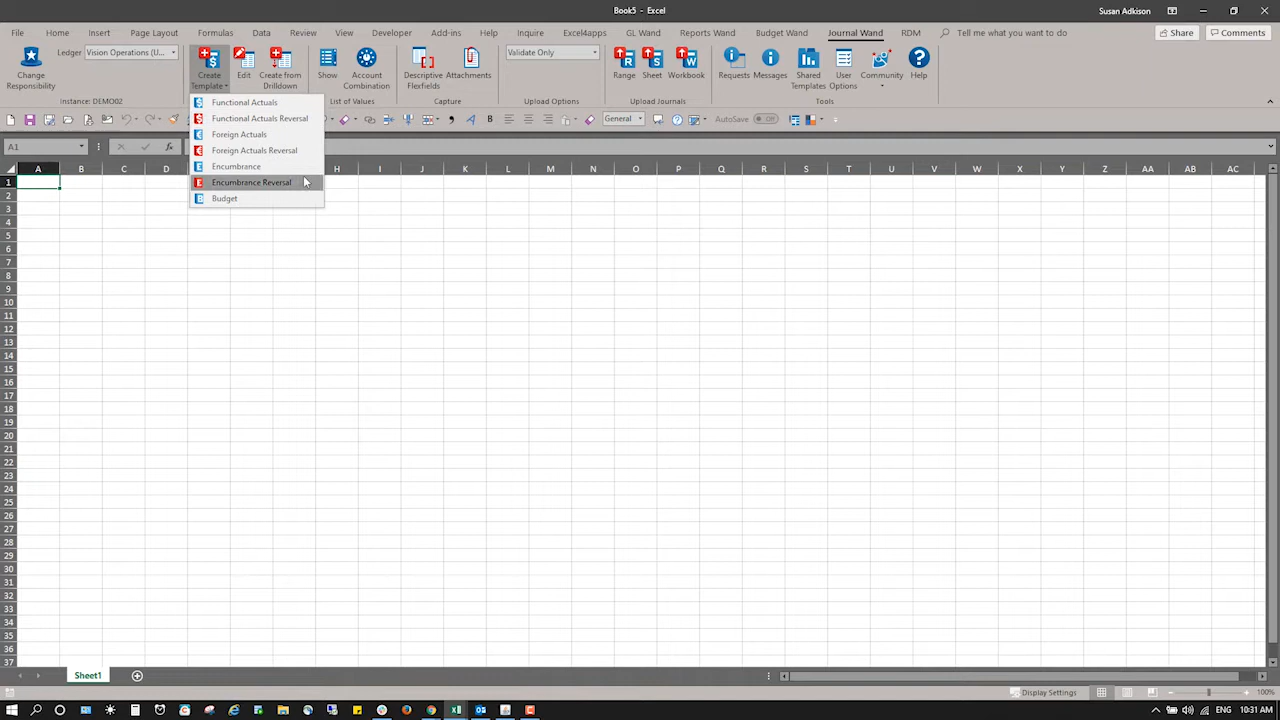 Book5 - Excel
Susan Adkison
File Home Insert Page Layout Formulas Data Review View Developer Add-ins Help Inquire Excel4apps GL Wand Reports Wand Budget Wand Journal Wand RDM Tell me what you want to do Share Comments
Ledger Vision Operations (U... Validate Only
Change Responsibility
Create Template
Edit
Create from Drilldown
Show
Account Combination
Descriptive Flexfields
Attachments
Range
Sheet
Workbook
Requests
Messages
Shared Templates
User Options
Community
Help
Instance: DEMO02
List of Values
Capture
Upload Options
Upload Journals
Tools
Functional Actuals
Functional Actuals Reversal
Foreign Actuals
Foreign Actuals Reversal
Encumbrance
Encumbrance Reversal
Budget
General
AutoSave Off
A1
fx
A B C D H I J K L M N O P Q R S T U V W X Y Z AA AB AC
1
2
3
4
5
6
7
8
9
10
11
12
13
14
15
16
17
18
19
20
21
22
23
24
25
26
27
28
29
30
31
32
33
34
35
36
37
Sheet1
Display Settings
100%
ENG
10:31 AM